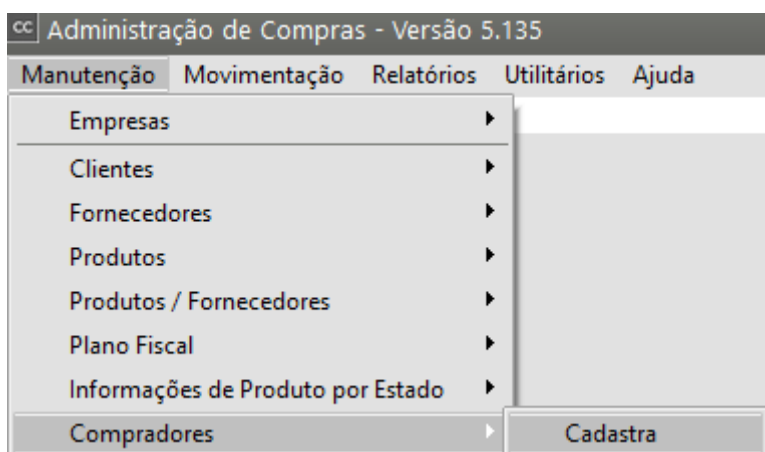 cc Administração de Compras - Versão 5.135
Manutenção Movimentação Relatórios Utilitários Ajuda
Empresas
Clientes
Fornecedores
Produtos
Produtos / Fornecedores
Plano Fiscal
Informações de Produto por Estado
Compradores Cadastra